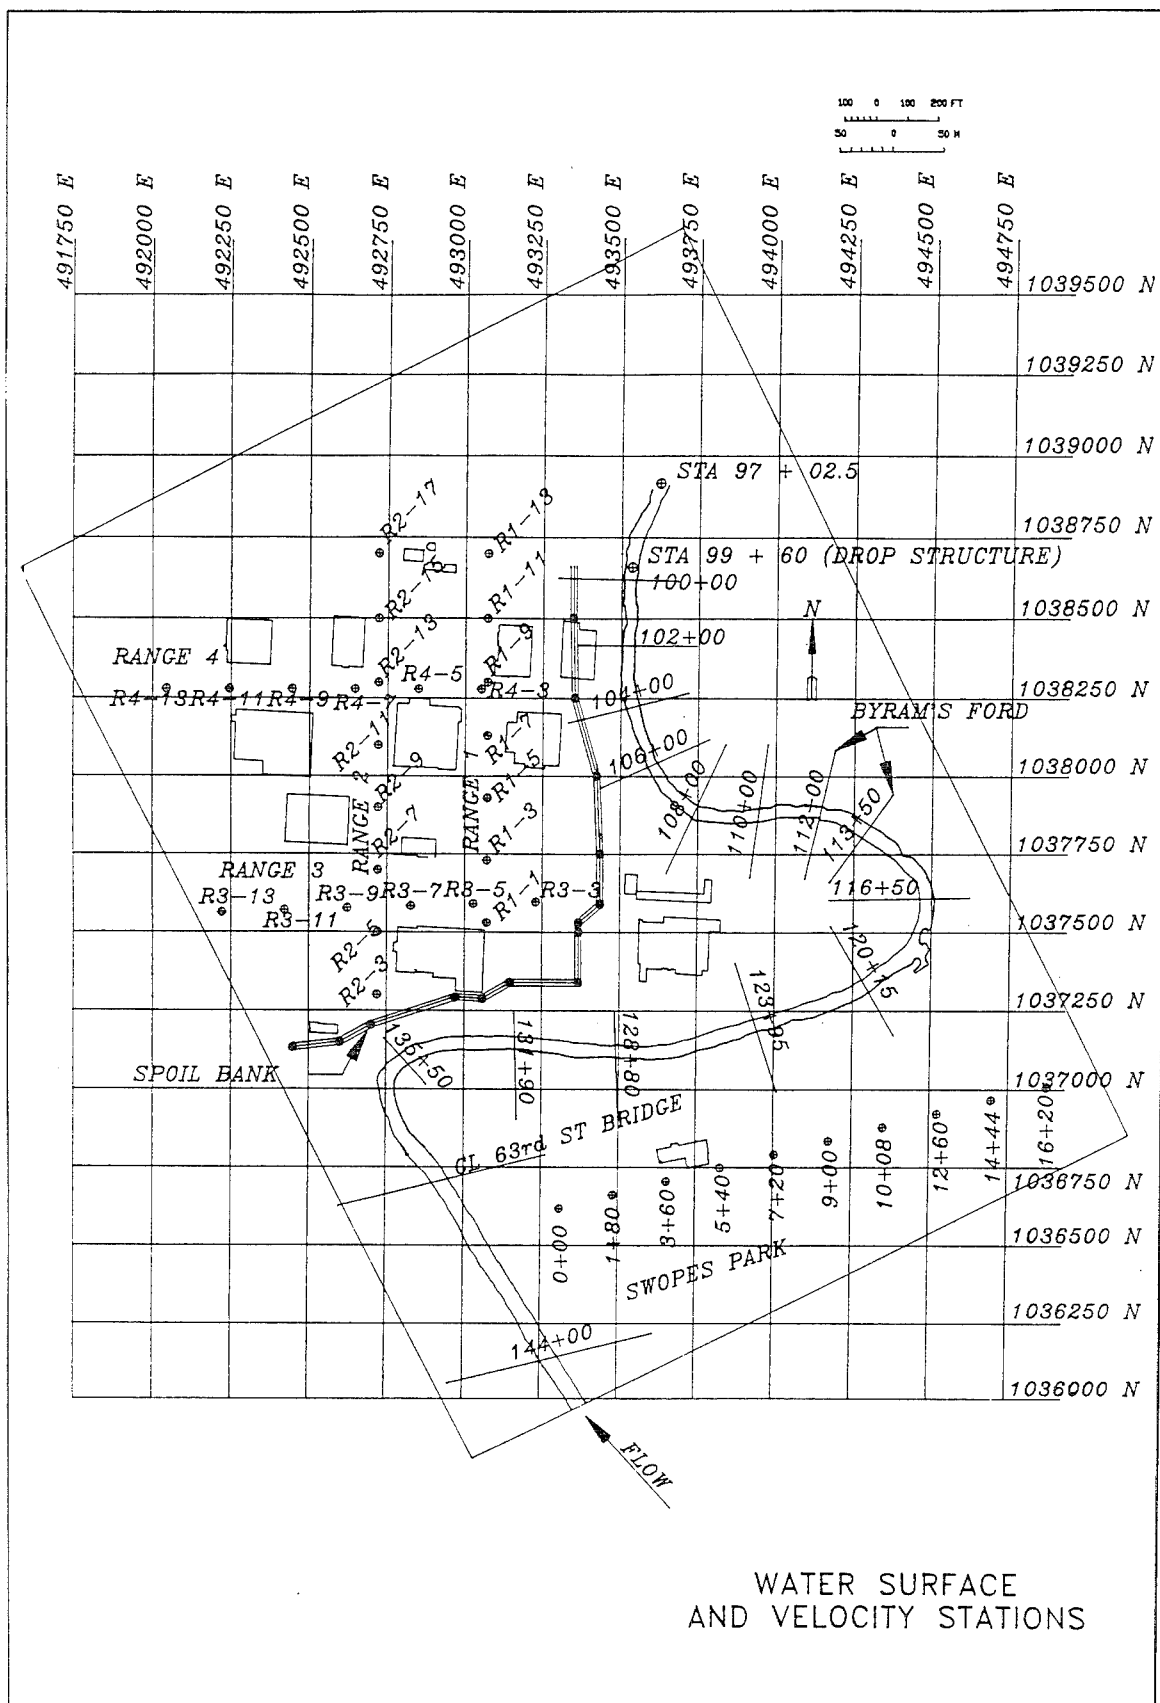 100 0 100 200 FT
50 0 50 M
491750 E
492000 E
492250 E
492500 E
492750 E
493000 E
493250 E
493500 E
493750 E
494000 E
494250 E
494500 E
494750 E
1039500 N
1039250 N
1039000 N
STA 97 + 02.5
R2-17
R1-13
1038750 N
STA 99 + 60 (DROP STRUCTURE)
100+00
R2-15
R1-11
1038500 N
N
102+00
R2-13
R1-9
RANGE 4
R4-5
R4-3
R4-13
R4-11
R4-9
R4-7
1038250 N
104+00
BYRAM'S FORD
R2-11
R1-7
106+00
1038000 N
R2-9
R1-5
RANGE 2
RANGE 1
108+00
110+00
112+00
113+50
R2-7
R1-3
1037750 N
RANGE 3
R3-13
R3-11
R3-9
R3-7
R3-5
R3-3
R1-1
116+50
1037500 N
R2-5
R2-3
120+15
123+95
1037250 N
128+80
131+90
135+50
SPOIL BANK
1037000 N
CL 63rd ST BRIDGE
0+00
1+80
3+60
5+40
7+20
9+00
10+08
12+60
14+44
16+20
1036750 N
SWOPES PARK
1036500 N
1036250 N
144+00
1036000 N
FLOW
WATER SURFACE
AND VELOCITY STATIONS